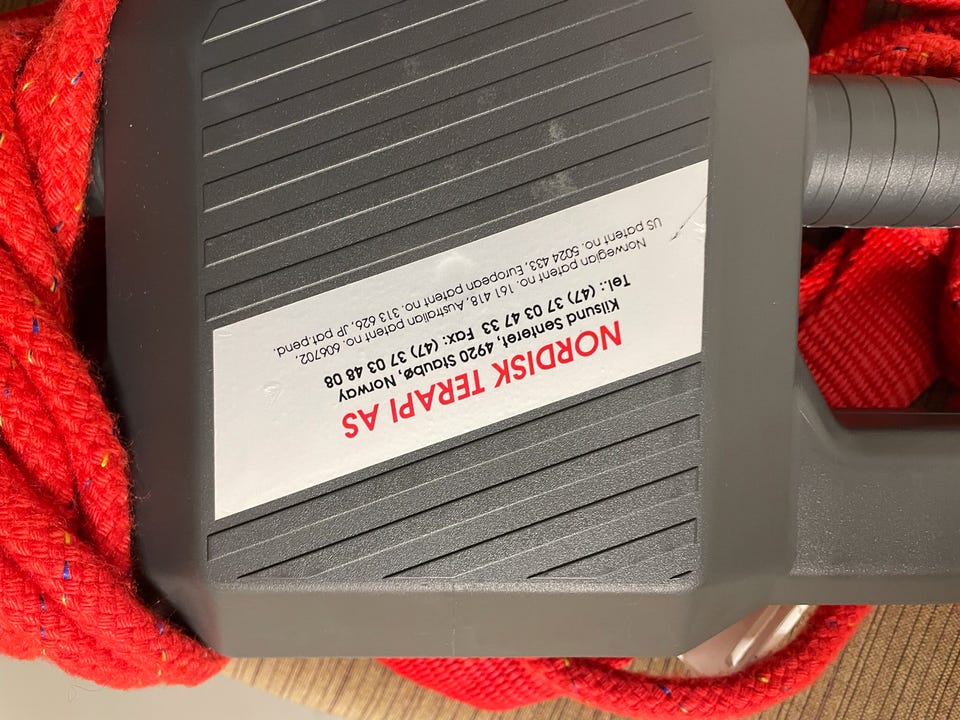 NORDISK TERAPI AS
Kilsund Senteret, 4920 Staubø, Norway
Tel.: (47) 37 03 47 33 Fax: (47) 37 03 48 08
Norwegian patent no. 161 418, Australian patent no. 606702,
US patent no. 5024 433, European patent no. 313 626, JP pat.pend.